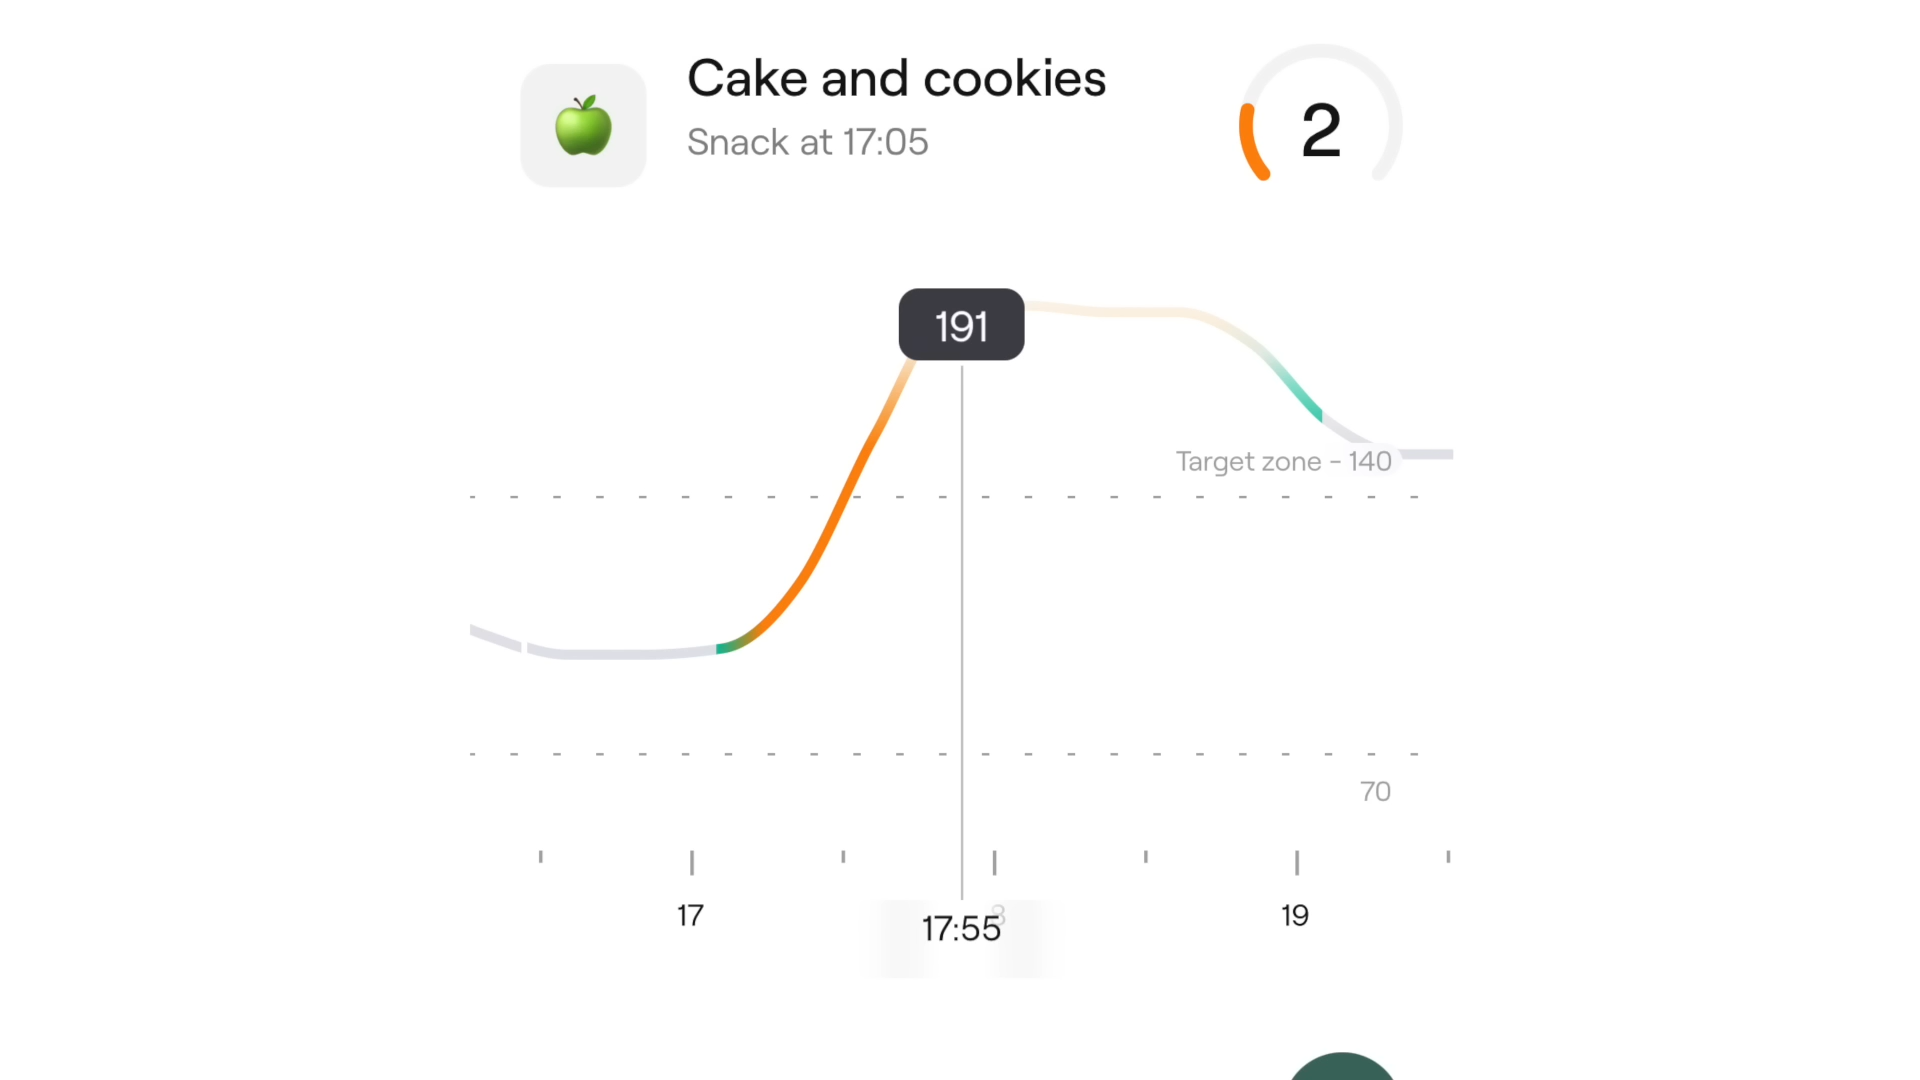 Cake and cookies
Snack at 17:05
2
191
Target zone - 140
70
17
17:55
19